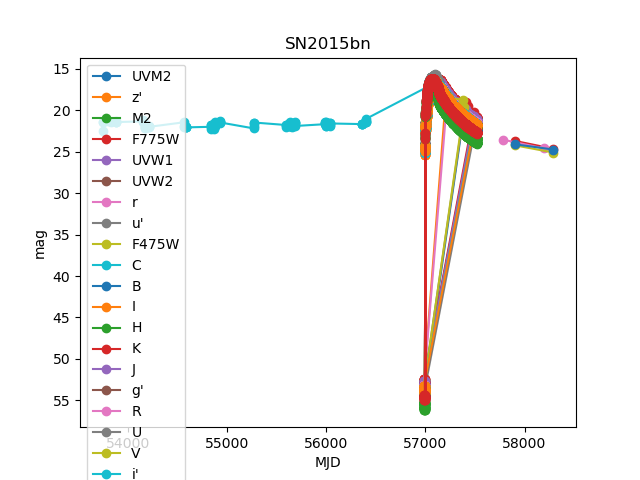 SN2015bn
15
20
25
30
35
40
45
50
55
mag
UVM2
z'
M2
F775W
UVW1
UVW2
r
u'
F475W
C
B
I
H
K
J
g'
R
U
V
i'
54000
55000
56000
57000
58000
MJD